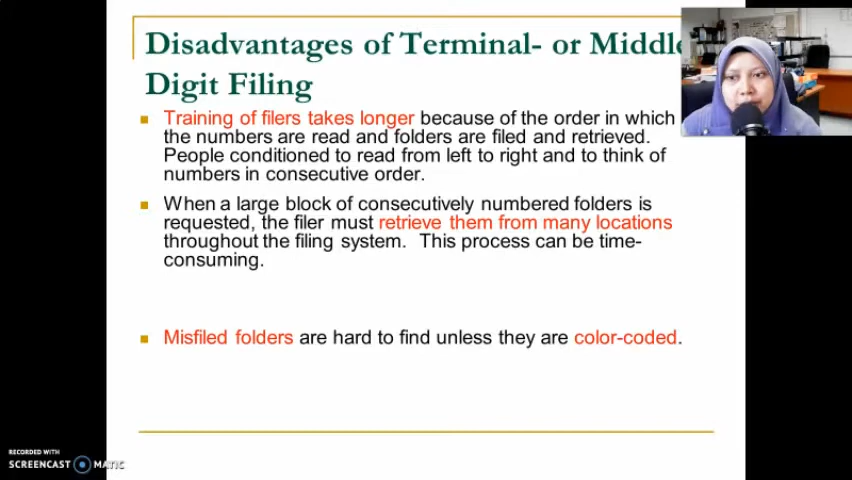 Disadvantages of Terminal- or Middle
Digit Filing
Training of filers takes longer because of the order in which
the numbers are read and folders are filed and retrieved.
People conditioned to read from left to right and to think of
numbers in consecutive order.
When a large block of consecutively numbered folders is
requested, the filer must retrieve them from many locations
throughout the filing system. This process can be time-
consuming.
Misfiled folders are hard to find unless they are color-coded.
RECORDED WITH
SCREENCAST MATIC